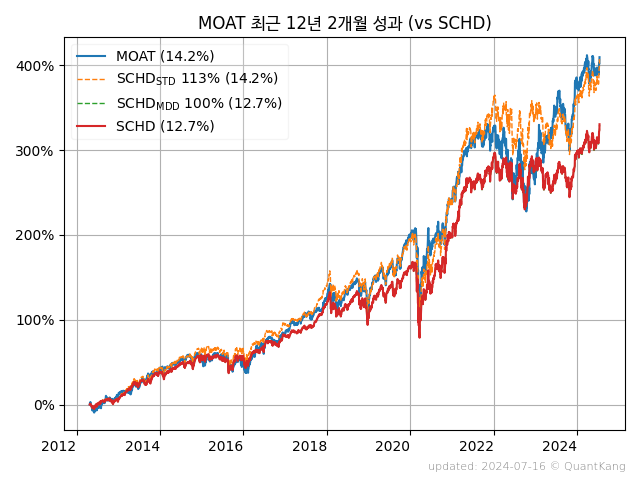 MOAT 최근 12년 2개월 성과 (vs SCHD)
MOAT (14.2%)
SCHD_STD 113% (14.2%)
SCHD_MDD 100% (12.7%)
SCHD (12.7%)
400%
300%
200%
100%
0%
2012 2014 2016 2018 2020 2022 2024
updated: 2024-07-16 © QuantKang